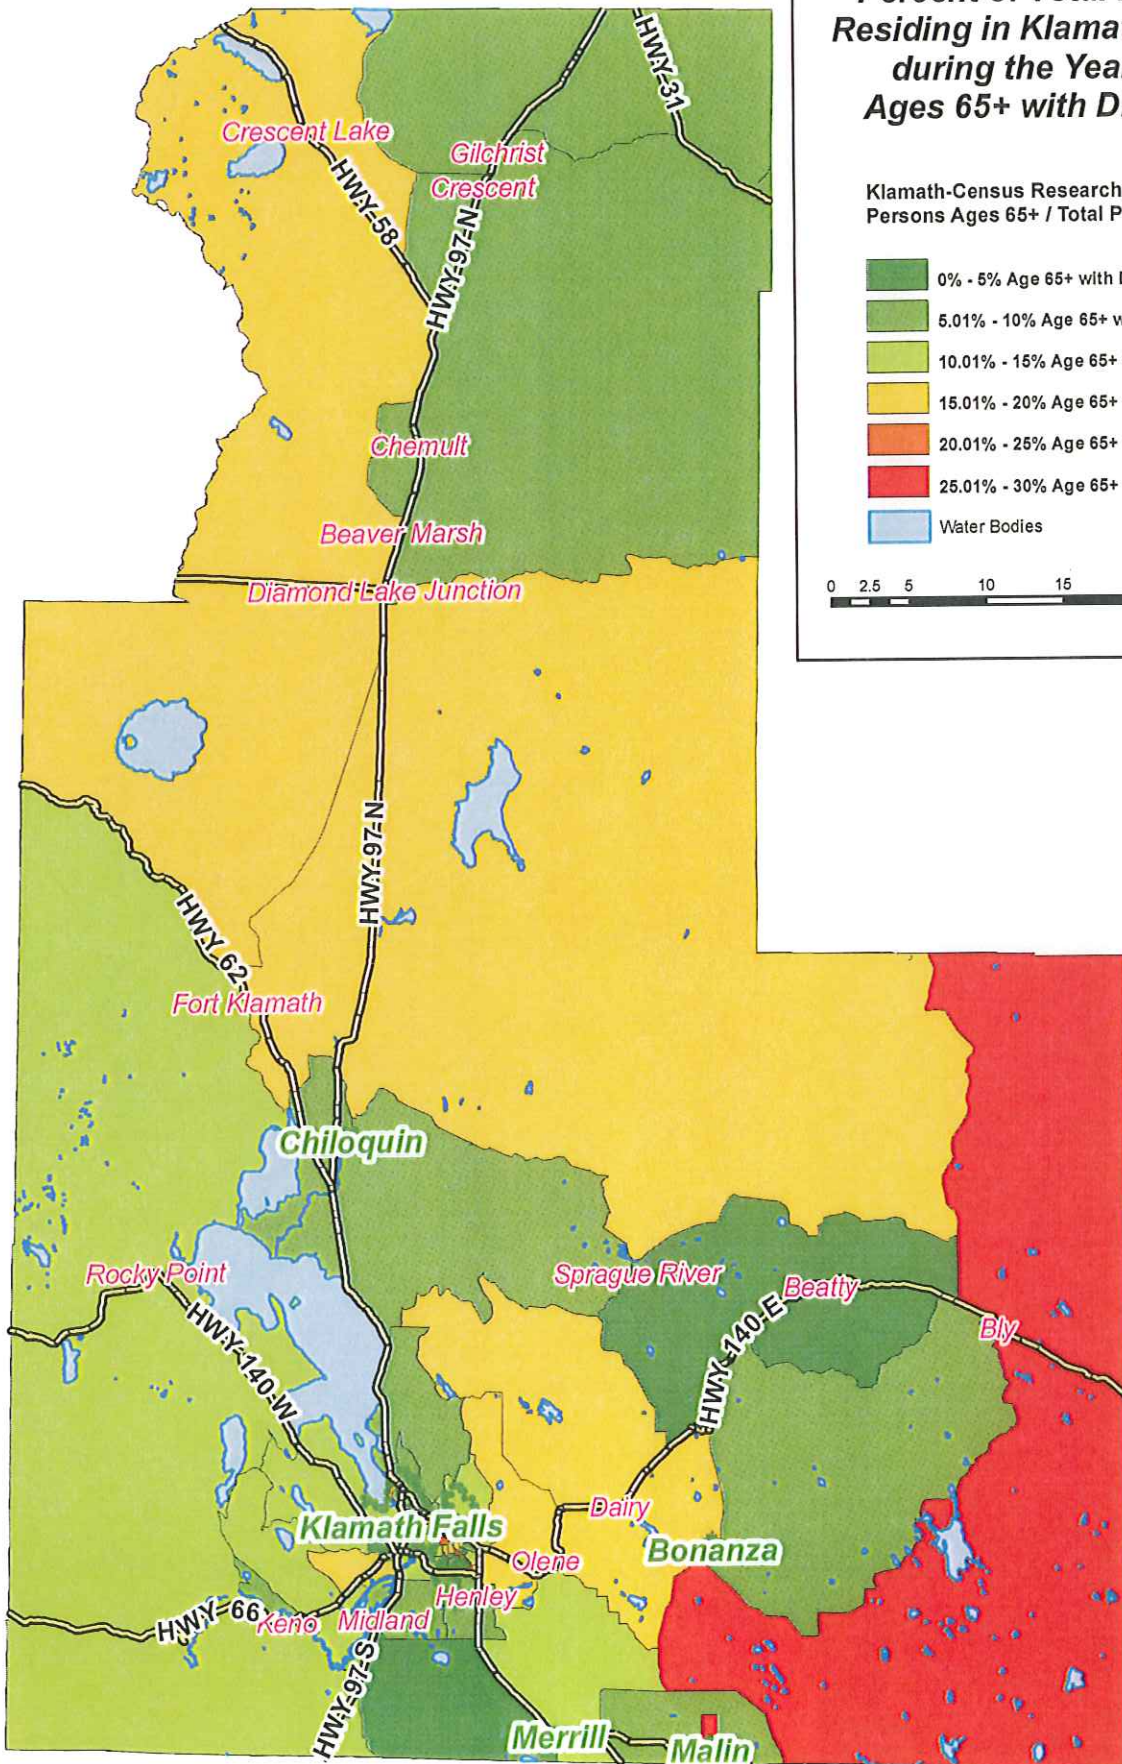 Residing in Klamat
during the Yea
Ages 65+ with D
Klamath-Census Research
Persons Ages 65+ / Total P
0% - 5% Age 65+ with
5.01% - 10% Age 65+ w
10.01% - 15% Age 65+
15.01% - 20% Age 65+
20.01% - 25% Age 65+
25.01% - 30% Age 65+
Water Bodies
0 2.5 5 10 15
HWY-31
Crescent Lake
Gilchrist
Crescent
HWY-58
HWY-97-N
Chemult
Beaver Marsh
Diamond Lake Junction
HWY-97-N
HWY 62
Fort Klamath
Chiloquin
Rocky Point
Sprague River
Beatty
HWY-140-E
Bly
HWY-140-W
Klamath Falls
Dairy
Bonanza
Olene
Henley
HWY-66
Keno
Midland
HWY-97-S
Merrill
Malin